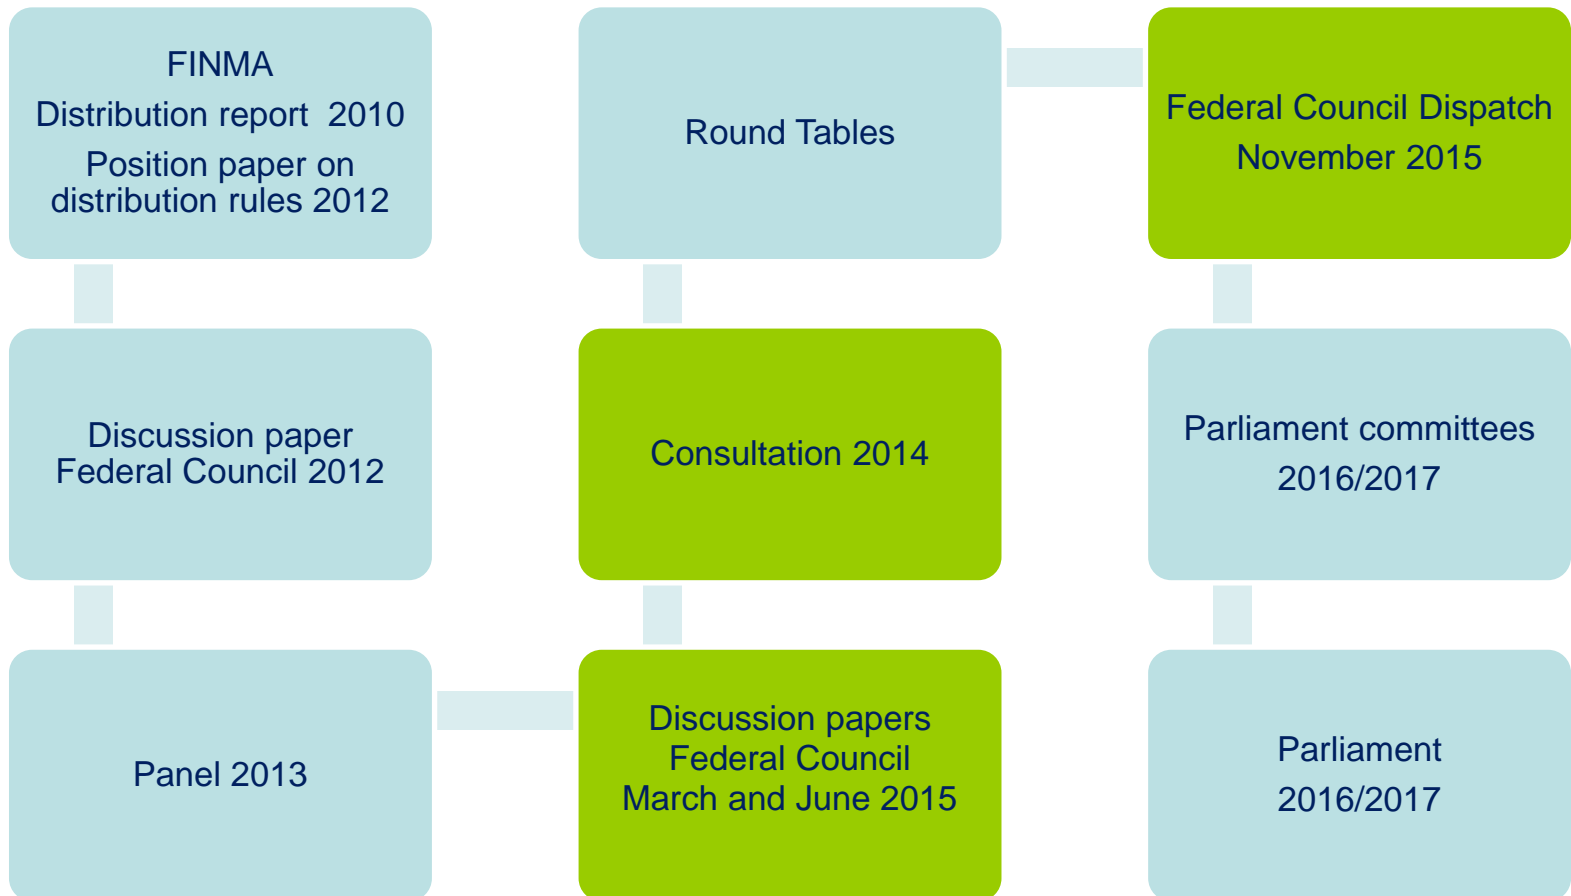 FINMA
Distribution report  2010
Position paper on
distribution rules 2012
Discussion paper
Federal Council 2012
Panel 2013
Discussion papers
Federal Council
March and June 2015
Consultation 2014
Round Tables
Federal Council Dispatch
November 2015
Parliament committees
2016/2017
Parliament
2016/2017